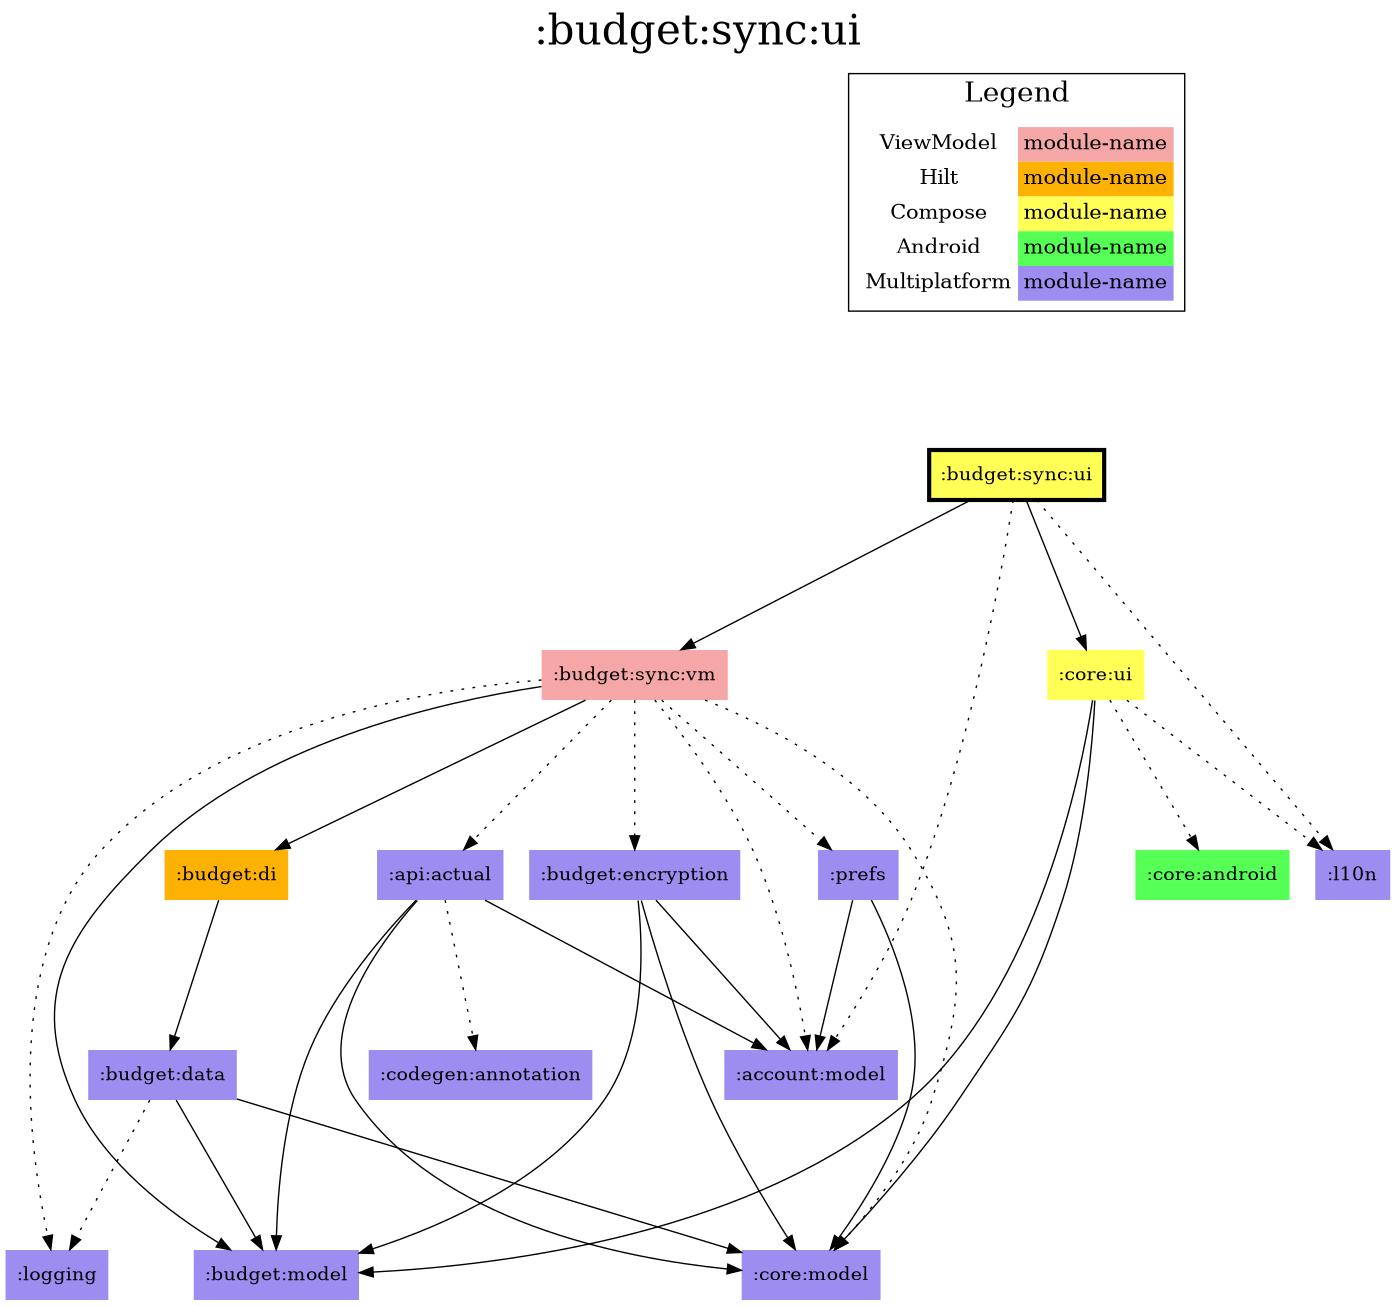 :budget:sync:ui
Legend
ViewModel module-name
Hilt module-name
Compose module-name
Android module-name
Multiplatform module-name
:budget:sync:ui
:budget:sync:vm
:core:ui
:budget:di
:api:actual
:budget:encryption
:prefs
:core:android
:l10n
:budget:data
:codegen:annotation
:account:model
:logging
:budget:model
:core:model